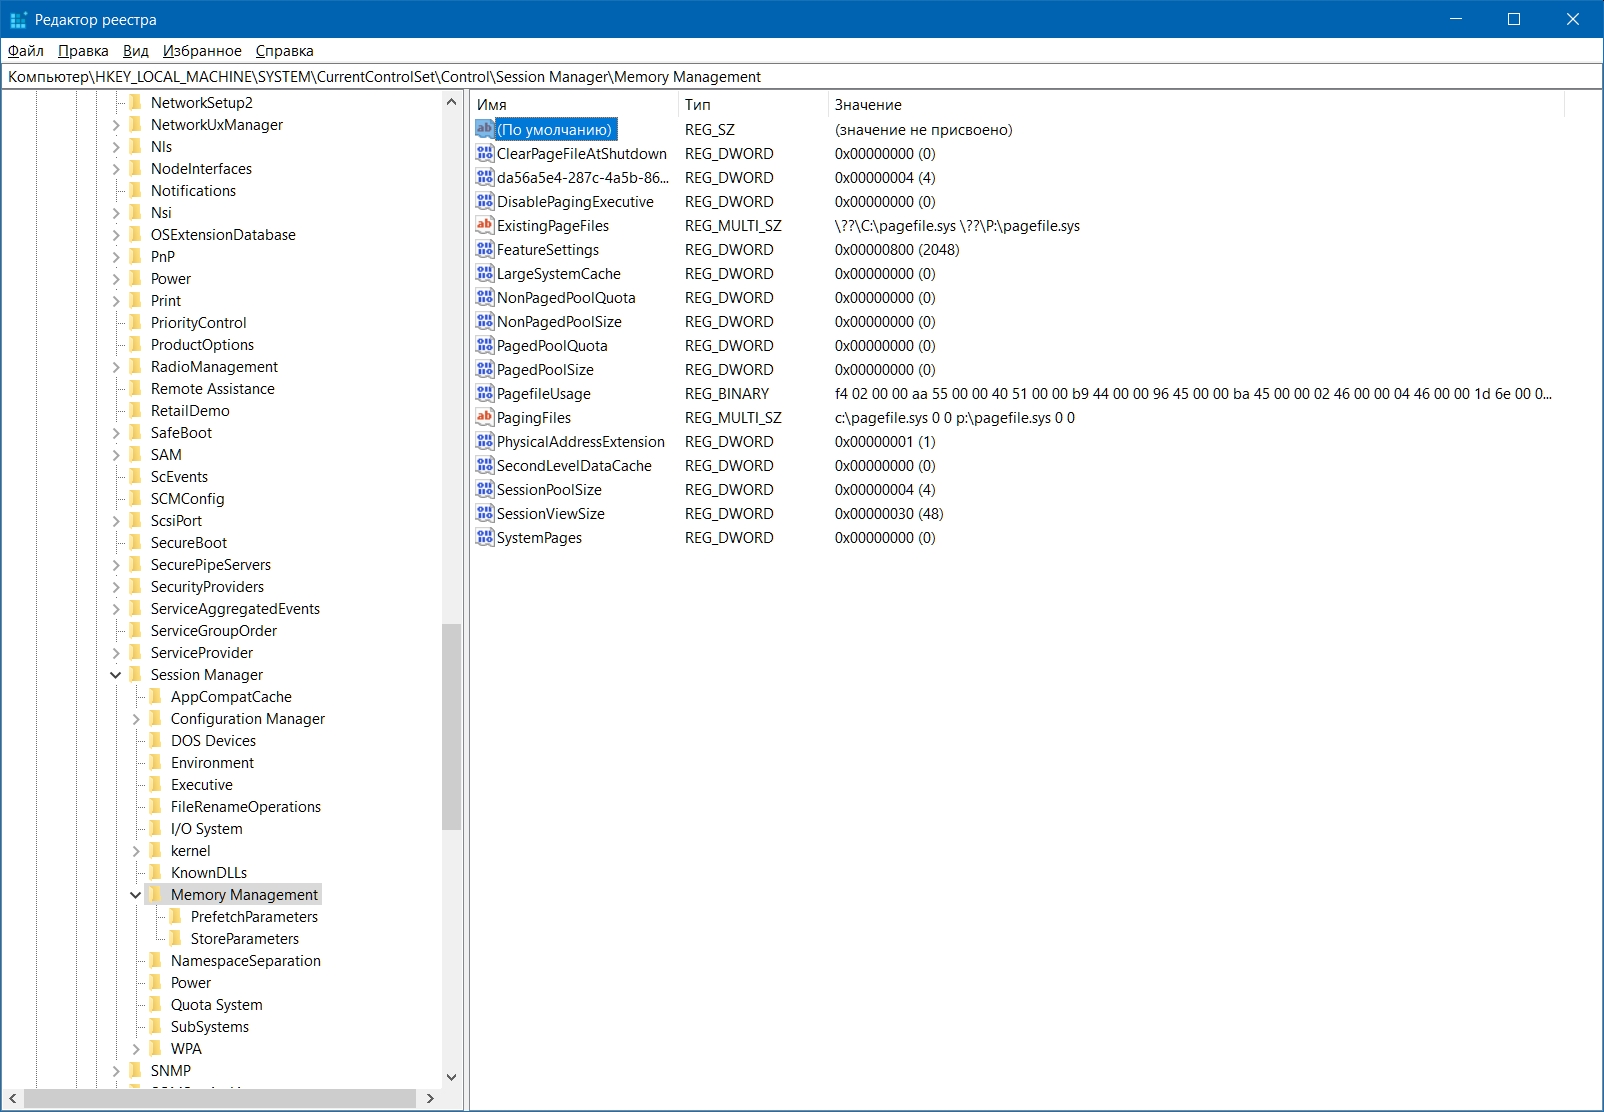 Редактор реестра
Файл Правка Вид Избранное Справка
Компьютер\HKEY_LOCAL_MACHINE\SYSTEM\CurrentControlSet\Control\Session Manager\Memory Management
NetworkSetup2
NetworkUxManager
Nls
NodeInterfaces
Notifications
Nsi
OSExtensionDatabase
PnP
Power
Print
PriorityControl
ProductOptions
RadioManagement
Remote Assistance
RetailDemo
SafeBoot
SAM
ScEvents
SCMConfig
ScsiPort
SecureBoot
SecurePipeServers
SecurityProviders
ServiceAggregatedEvents
ServiceGroupOrder
ServiceProvider
Session Manager
AppCompatCache
Configuration Manager
DOS Devices
Environment
Executive
FileRenameOperations
I/O System
kernel
KnownDLLs
Memory Management
PrefetchParameters
StoreParameters
NamespaceSeparation
Power
Quota System
SubSystems
WPA
SNMP
Имя Тип Значение
(По умолчанию) REG_SZ (значение не присвоено)
ClearPageFileAtShutdown REG_DWORD 0x00000000 (0)
da56a5e4-287c-4a5b-86... REG_DWORD 0x00000004 (4)
DisablePagingExecutive REG_DWORD 0x00000000 (0)
ExistingPageFiles REG_MULTI_SZ \??\C:\pagefile.sys \??\P:\pagefile.sys
FeatureSettings REG_DWORD 0x00000800 (2048)
LargeSystemCache REG_DWORD 0x00000000 (0)
NonPagedPoolQuota REG_DWORD 0x00000000 (0)
NonPagedPoolSize REG_DWORD 0x00000000 (0)
PagedPoolQuota REG_DWORD 0x00000000 (0)
PagedPoolSize REG_DWORD 0x00000000 (0)
PagefileUsage REG_BINARY f4 02 00 00 aa 55 00 00 40 51 00 00 b9 44 00 00 96 45 00 00 ba 45 00 00 02 46 00 00 04 46 00 00 1d 6e 00 0...
PagingFiles REG_MULTI_SZ c:\pagefile.sys 0 0 p:\pagefile.sys 0 0
PhysicalAddressExtension REG_DWORD 0x00000001 (1)
SecondLevelDataCache REG_DWORD 0x00000000 (0)
SessionPoolSize REG_DWORD 0x00000004 (4)
SessionViewSize REG_DWORD 0x00000030 (48)
SystemPages REG_DWORD 0x00000000 (0)